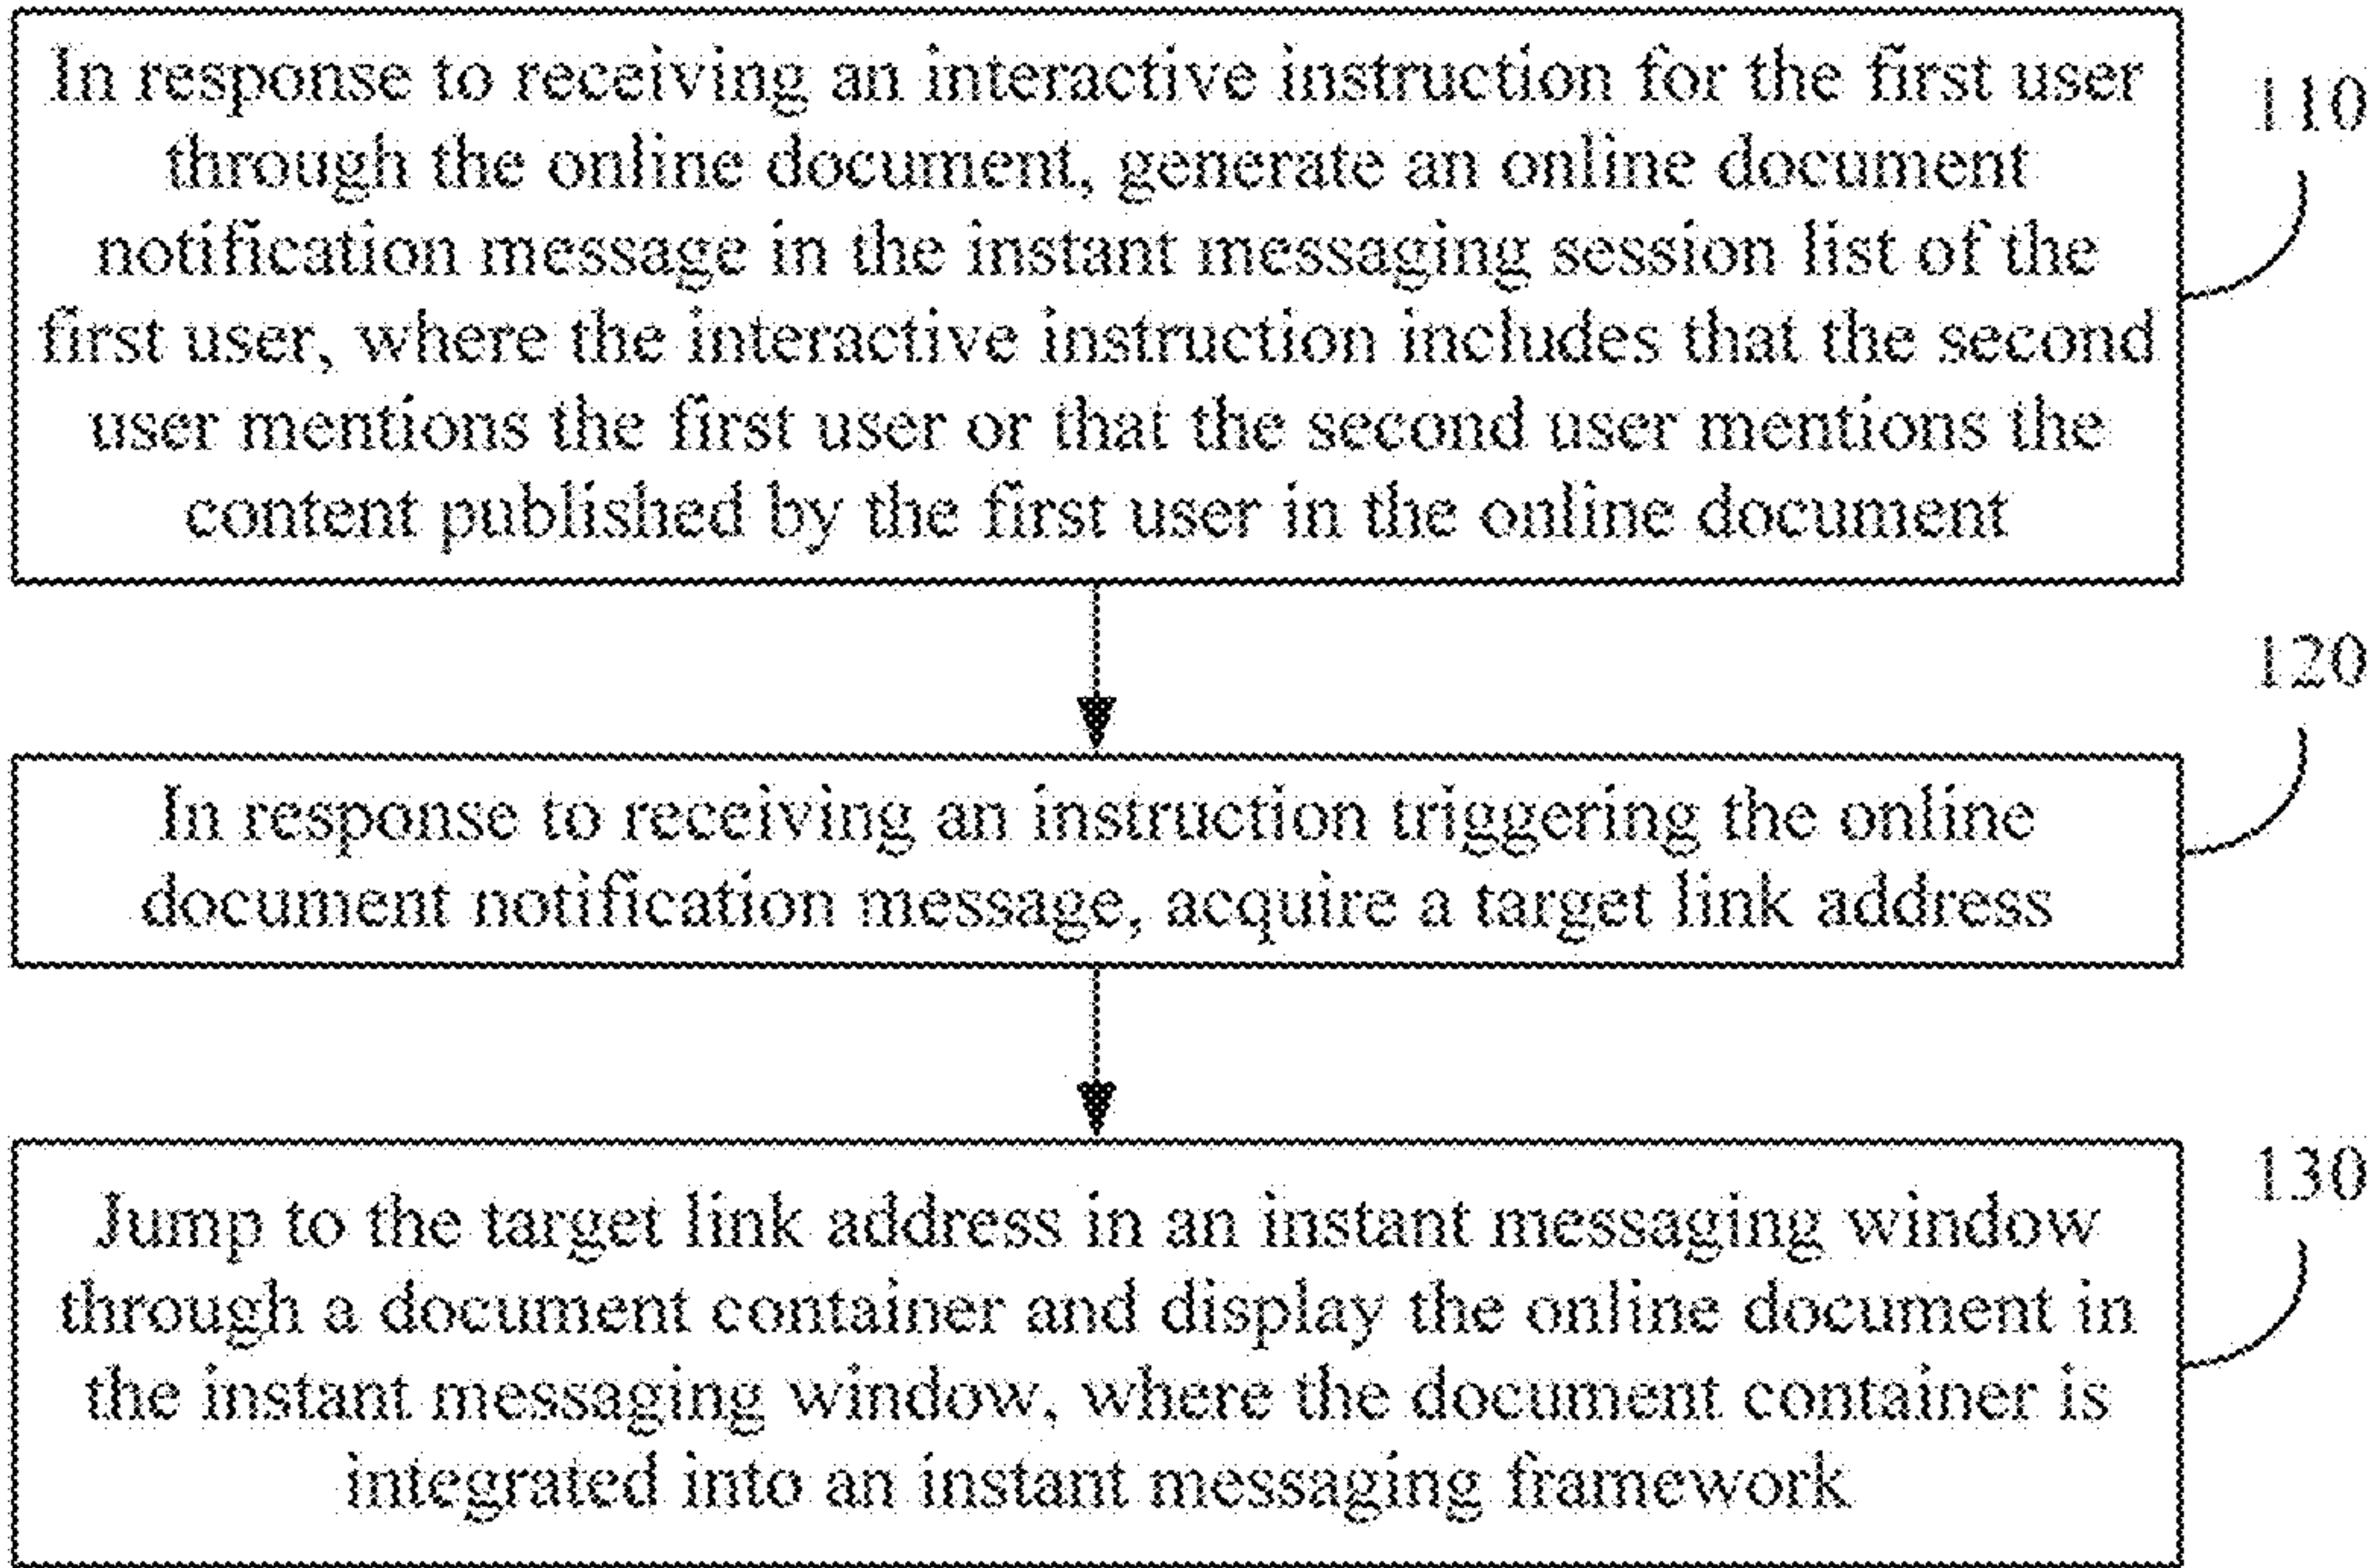 In response to receiving an interactive instruction for the first user
through the online document, generate an online document
notification message in the instant messaging session list of the
first user, where the interactive instruction includes that the second
user mentions the first user or that the second user mentions the
content published by the first user in the online document
110
In response to receiving an instruction triggering the online
document notification message, acquire a target link address
120
Jump to the target link address in an instant messaging window
through a document container and display the online document in
the instant messaging window, where the document container is
integrated into an instant messaging framework
130